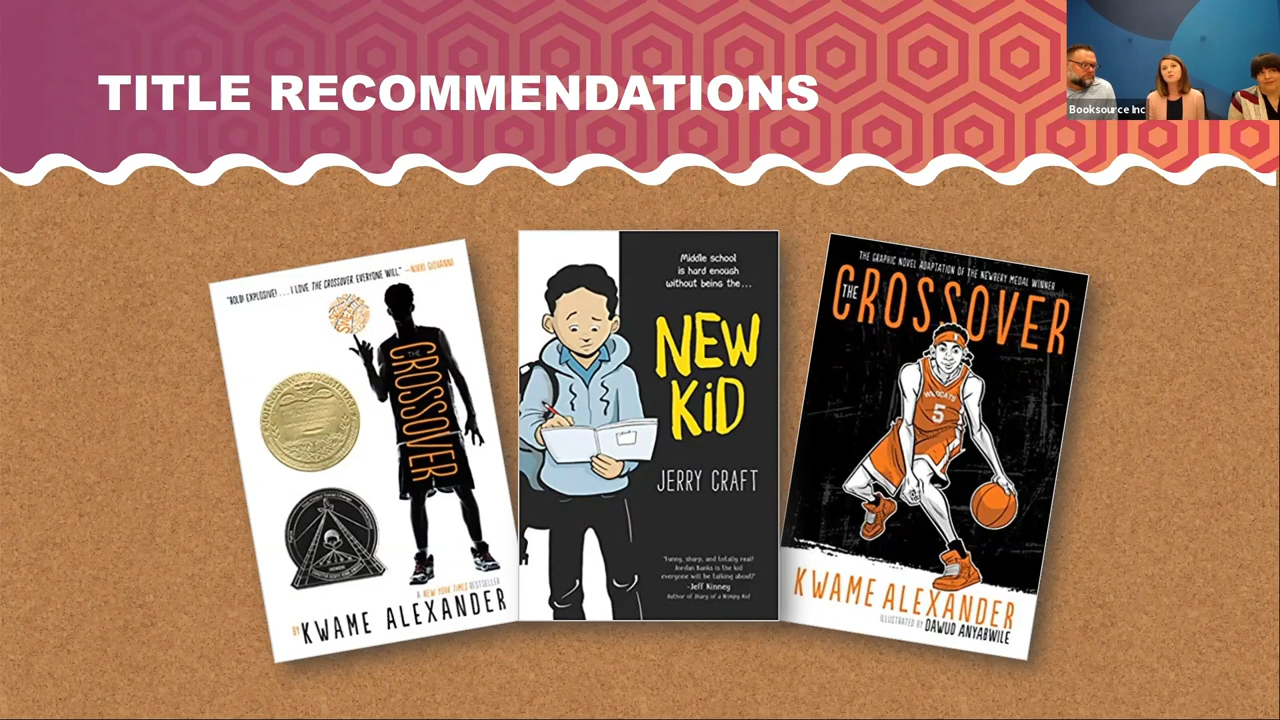 TITLE RECOMMENDATIONS
Booksource Inc
"BOLD! EXPLOSIVE! . . . I LOVE THE CROSSOVER EVERYONE WILL." —NIKKI GIOVANNI
THE
CROSSOVER
A NEW YORK TIMES BESTSELLER
BY KWAME ALEXANDER
Middle school
is hard enough
without being the...
NEW
KID
JERRY CRAFT
"Funny, sharp, and totally real!
Jordan Banks is the kid
everyone will be talking about!"
–Jeff Kinney
Author of Diary of a Wimpy Kid
THE GRAPHIC NOVEL ADAPTATION OF THE NEWBERY MEDAL WINNER
THE CROSSOVER
WILDCATS
5
KWAME ALEXANDER
ILLUSTRATED BY DAWUD ANYABWILE